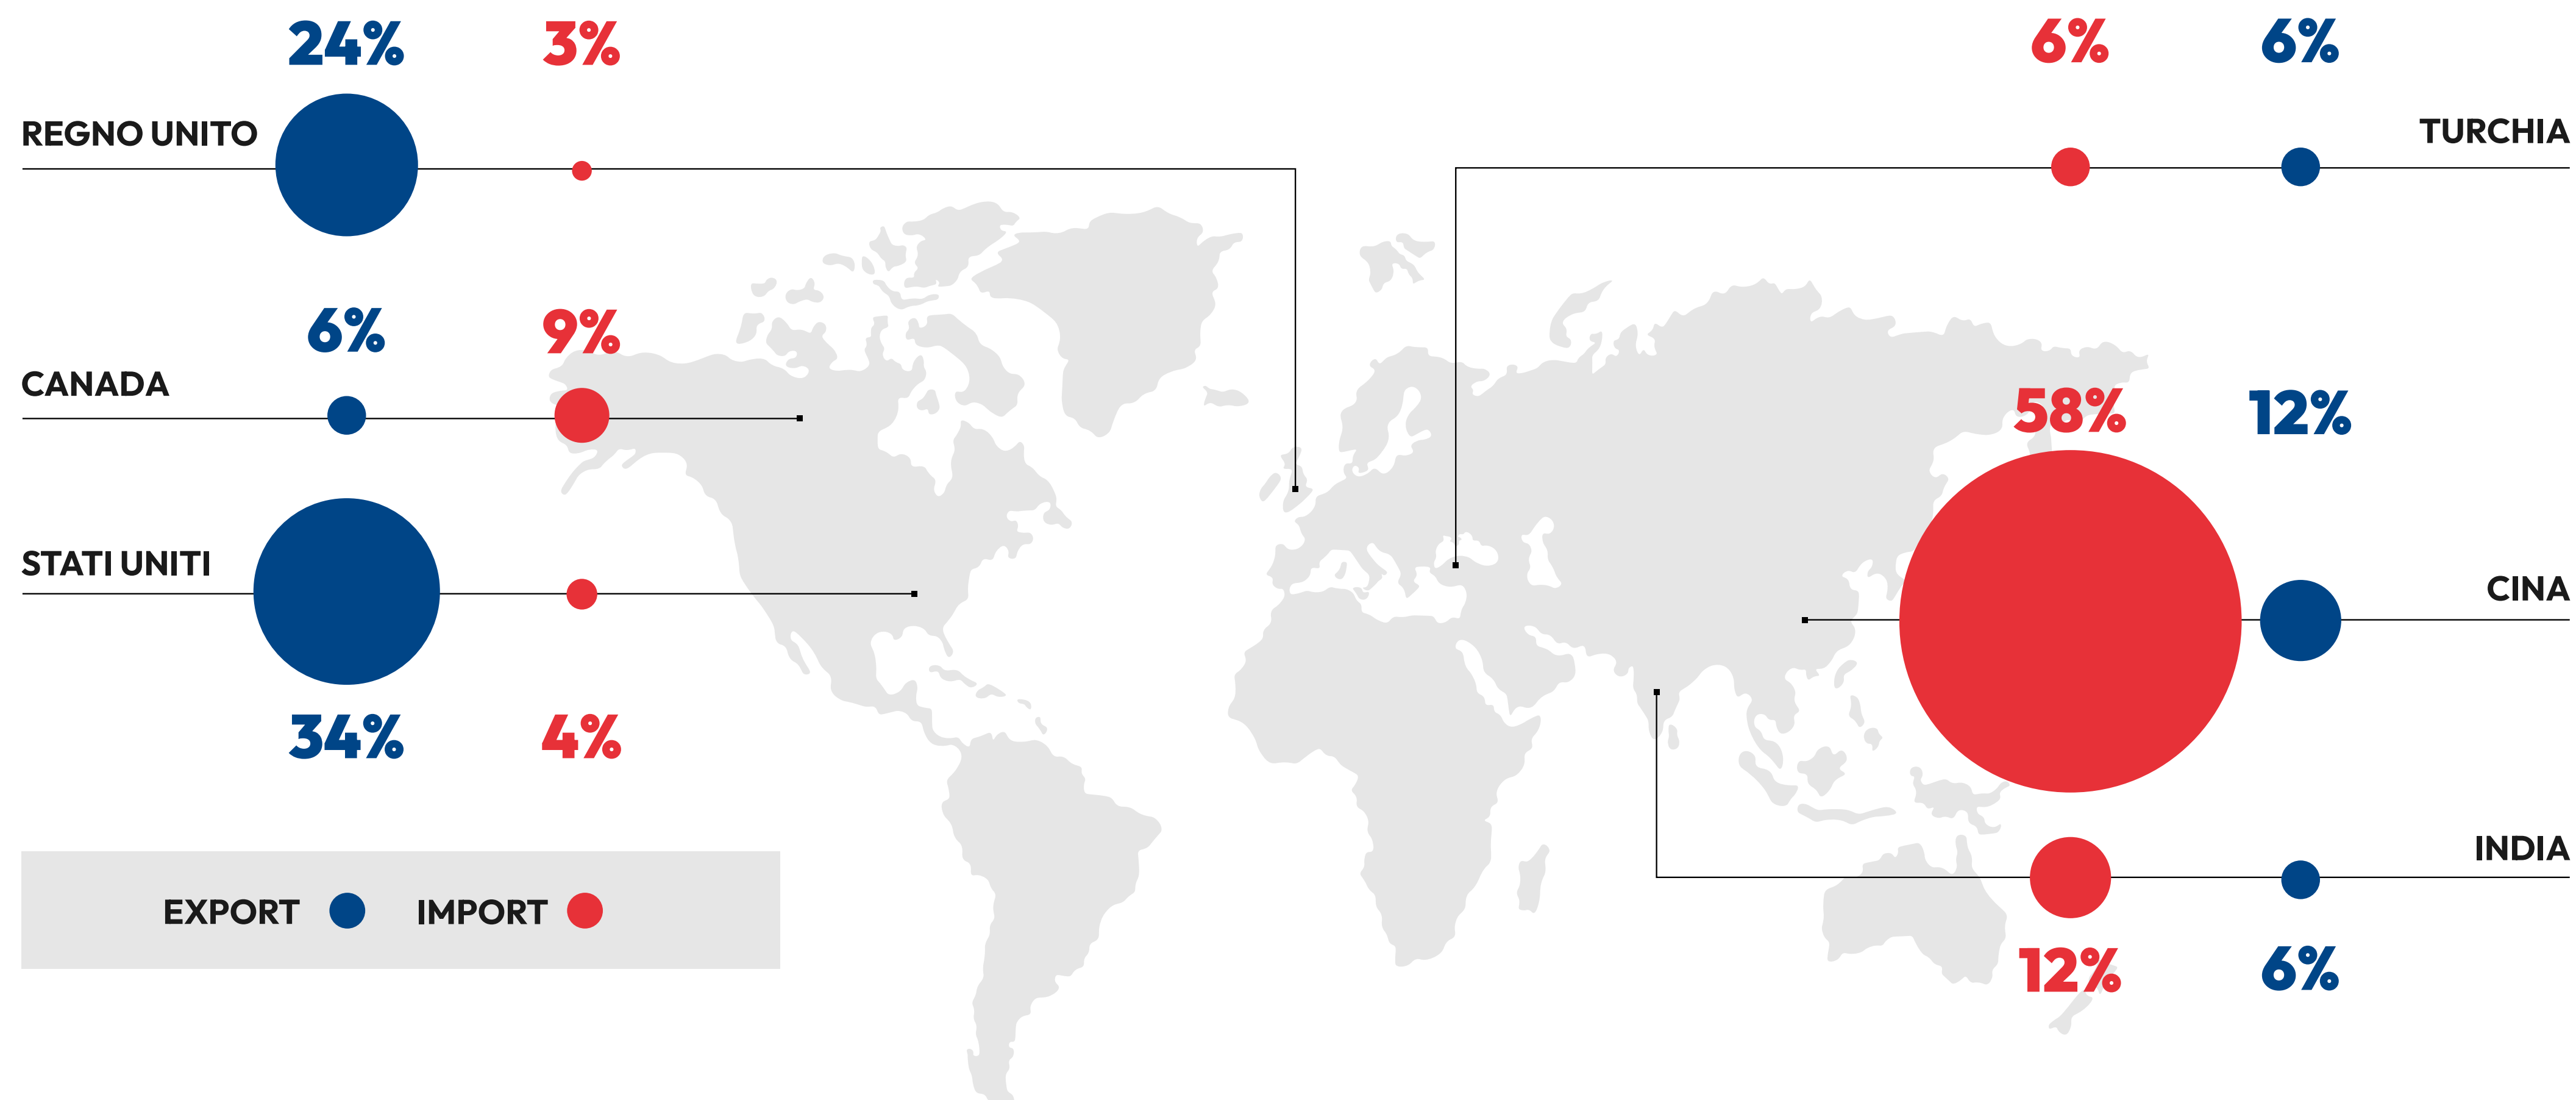 24% 3%
REGNO UNITO
6% 9%
CANADA
STATI UNITI
34% 4%
EXPORT IMPORT
6% 6%
TURCHIA
58% 12%
CINA
INDIA
12% 6%